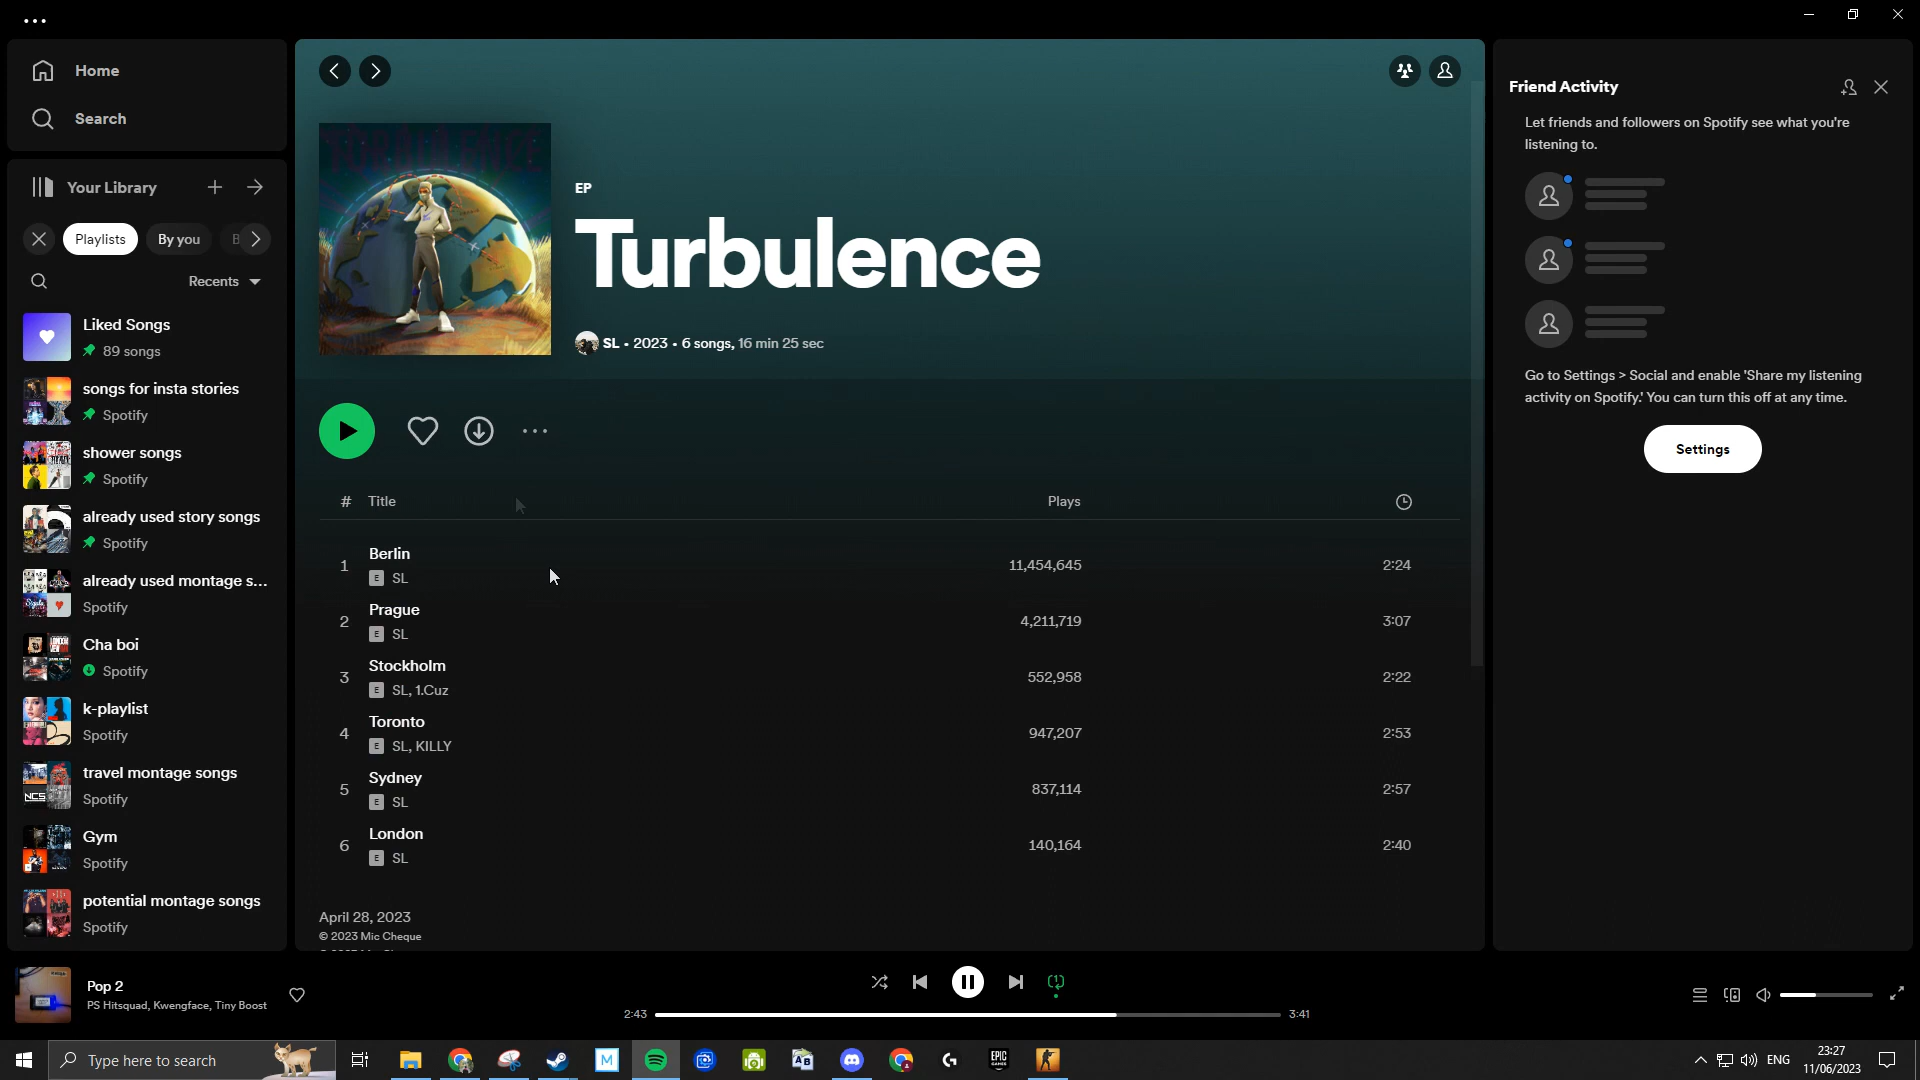 Home
Search
Your Library
Playlists
By you
B
Recents
Liked Songs
89 songs
songs for insta stories
Spotify
shower songs
Spotify
already used story songs
Spotify
already used montage s...
Spotify
Cha boi
Spotify
k-playlist
Spotify
travel montage songs
Spotify
Gym
Spotify
potential montage songs
Spotify
TURBULENCE
EP
Turbulence
SL • 2023 • 6 songs, 16 min 25 sec
# Title Plays
1 Berlin 11,454,645 2:24
E SL
2 Prague 4,211,719 3:07
E SL
3 Stockholm 552,958 2:22
E SL, 1.Cuz
4 Toronto 947,207 2:53
E SL, KILLY
5 Sydney 837,114 2:57
E SL
6 London 140,164 2:40
E SL
April 28, 2023
© 2023 Mic Cheque
Friend Activity
Let friends and followers on Spotify see what you're
listening to.
Go to Settings > Social and enable 'Share my listening
activity on Spotify.' You can turn this off at any time.
Settings
Pop 2
PS Hitsquad, Kwengface, Tiny Boost
1
2:43 3:41
Type here to search
M
AB
EPIC
GAMES
ENG
23:27
11/06/2023